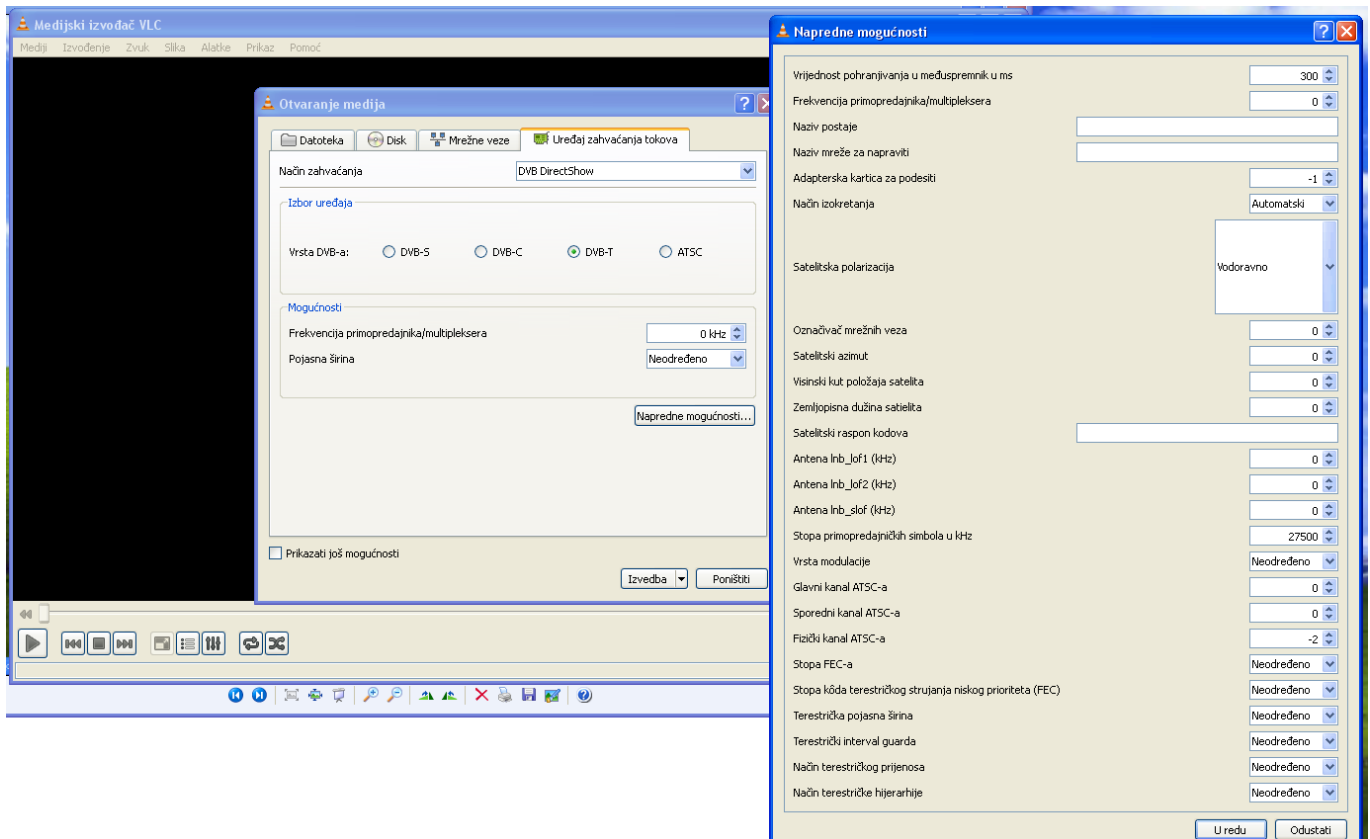 Medijski izvođač VLC
Mediji Izvođenje Zvuk Slika Alatke Prikaz Pomoć
Otvaranje medija
Datoteka Disk Mrežne veze Uređaj zahvaćanja tokova
Način zahvaćanja DVB DirectShow
Izbor uređaja
Vrsta DVB-a: DVB-S DVB-C DVB-T ATSC
Mogućnosti
Frekvencija primopredajnika/multipleksera 0 kHz
Pojasna širina Neodređeno
Napredne mogućnosti...
Prikazati još mogućnosti
Izvedba Poništiti
Napredne mogućnosti
Vrijednost pohranjivanja u međuspremnik u ms 300
Frekvencija primopredajnika/multipleksera 0
Naziv postaje
Naziv mreže za napraviti
Adapterska kartica za podesiti -1
Način izokretanja Automatski
Satelitska polarizacija Vodoravno
Označivač mrežnih veza 0
Satelitski azimut 0
Visinski kut položaja satelita 0
Zemljopisna dužina satielita 0
Satelitski raspon kodova
Antena lnb_lof1 (kHz) 0
Antena lnb_lof2 (kHz) 0
Antena lnb_slof (kHz) 0
Stopa primopredajničkih simbola u kHz 27500
Vrsta modulacije Neodređeno
Glavni kanal ATSC-a 0
Sporedni kanal ATSC-a 0
Fizički kanal ATSC-a -2
Stopa FEC-a Neodređeno
Stopa kôda terestričkog strujanja niskog prioriteta (FEC) Neodređeno
Terestrička pojasna širina Neodređeno
Terestrički interval guarda Neodređeno
Način terestričkog prijenosa Neodređeno
Način terestričke hijerarhije Neodređeno
U redu Odustati